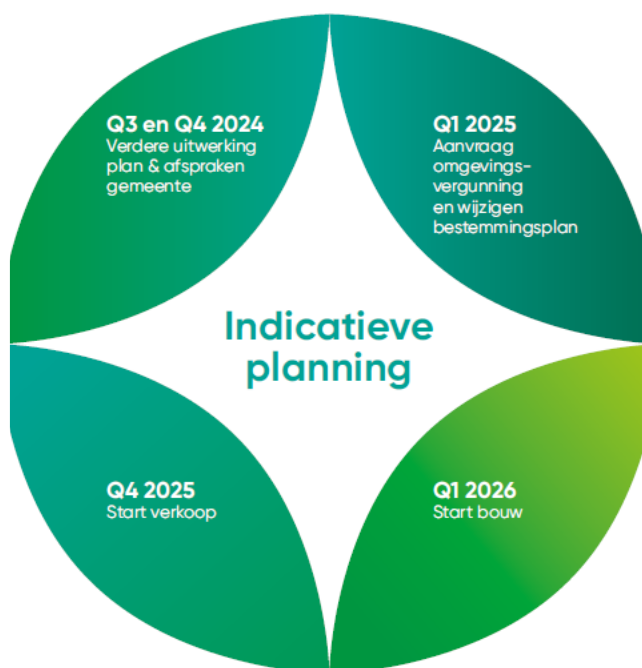 Q3 en Q4 2024
Verdere uitwerking
plan & afspraken
gemeente
Q1 2025
Aanvraag
omgevings-
vergunning
en wijzigen
bestemmingsplan
Indicatieve
planning
Q4 2025
Start verkoop
Q1 2026
Start bouw